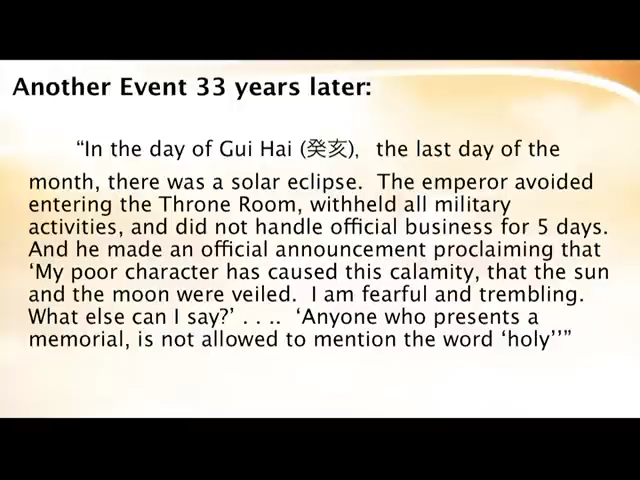 Another Event 33 years later:
“In the day of Gui Hai (癸亥), the last day of the
month, there was a solar eclipse. The emperor avoided
entering the Throne Room, withheld all military
activities, and did not handle official business for 5 days.
And he made an official announcement proclaiming that
‘My poor character has caused this calamity, that the sun
and the moon were veiled. I am fearful and trembling.
What else can I say?’ . . .. ‘Anyone who presents a
memorial, is not allowed to mention the word ‘holy’’”